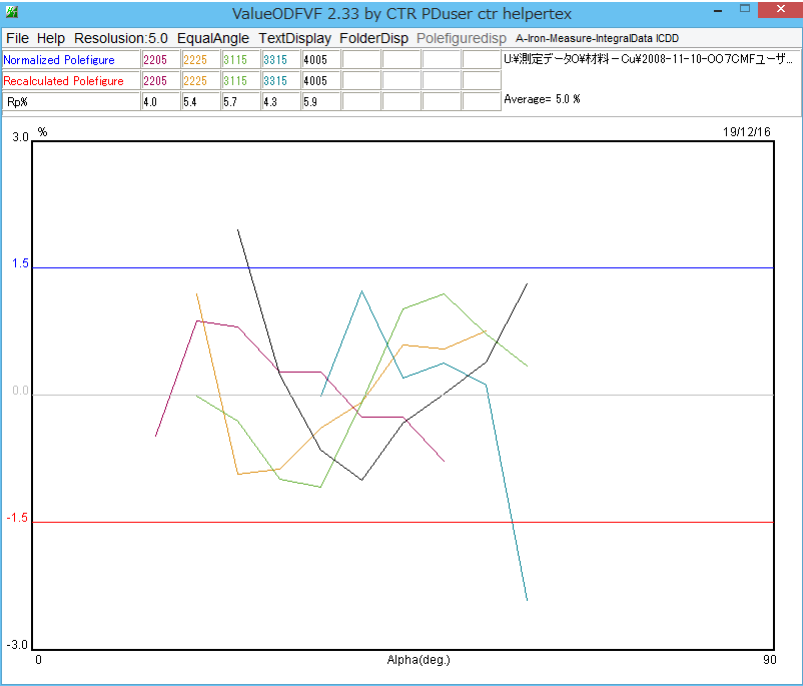 ValueODFVF 2.33 by CTR PDuser ctr helpertex
File Help Resolusion:5.0 EqualAngle TextDisplay FolderDisp Polefiguredisp A-Iron-Measure-IntegralData ICDD
Normalized Polefigure 2205 2225 3115 3315 4005 U¥測定データO¥材料－Cu¥2008-11-10-OO7CMFユーザ...
Recalculated Polefigure 2205 2225 3115 3315 4005
Rp% 4.0 5.4 5.7 4.3 5.9 Average= 5.0 %
3.0 % 19/12/16
1.5
0.0
-1.5
-3.0
0 Alpha(deg.) 90